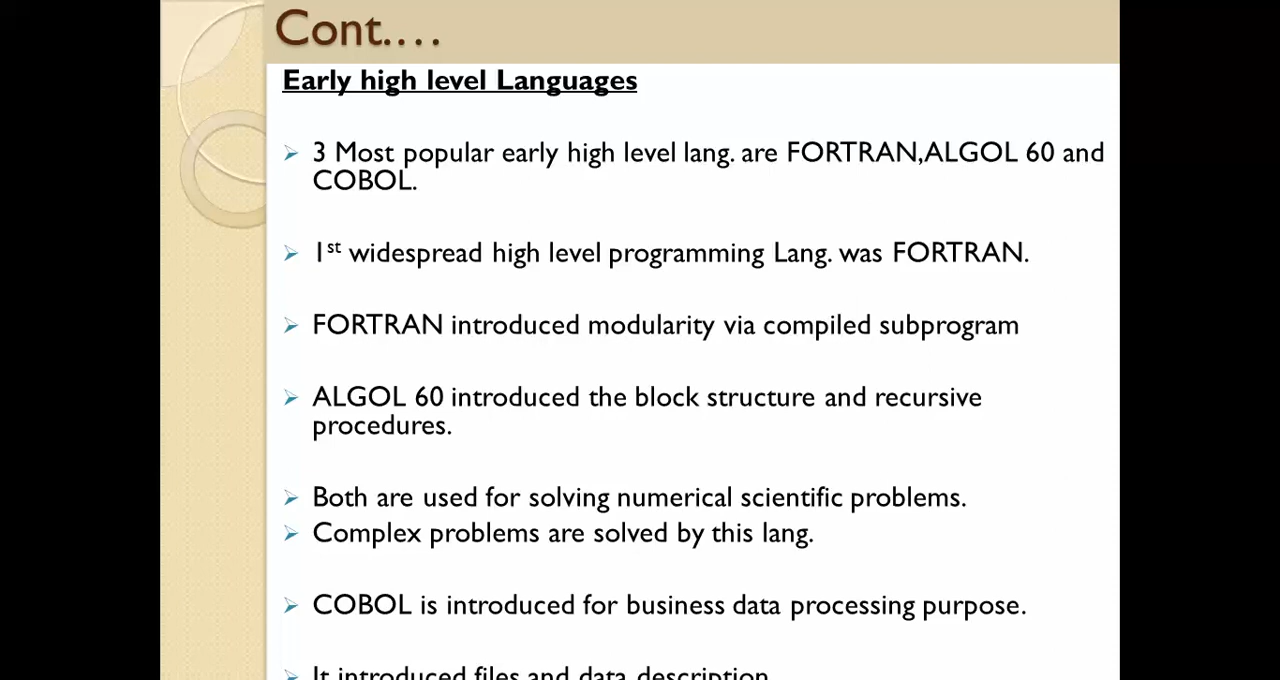 Cont.…
Early high level Languages
➢ 3 Most popular early high level lang. are FORTRAN,ALGOL 60 and
COBOL.
➢ 1st widespread high level programming Lang. was FORTRAN.
➢ FORTRAN introduced modularity via compiled subprogram
➢ ALGOL 60 introduced the block structure and recursive
procedures.
➢ Both are used for solving numerical scientific problems.
➢ Complex problems are solved by this lang.
➢ COBOL is introduced for business data processing purpose.
➢ It introduced files and data description